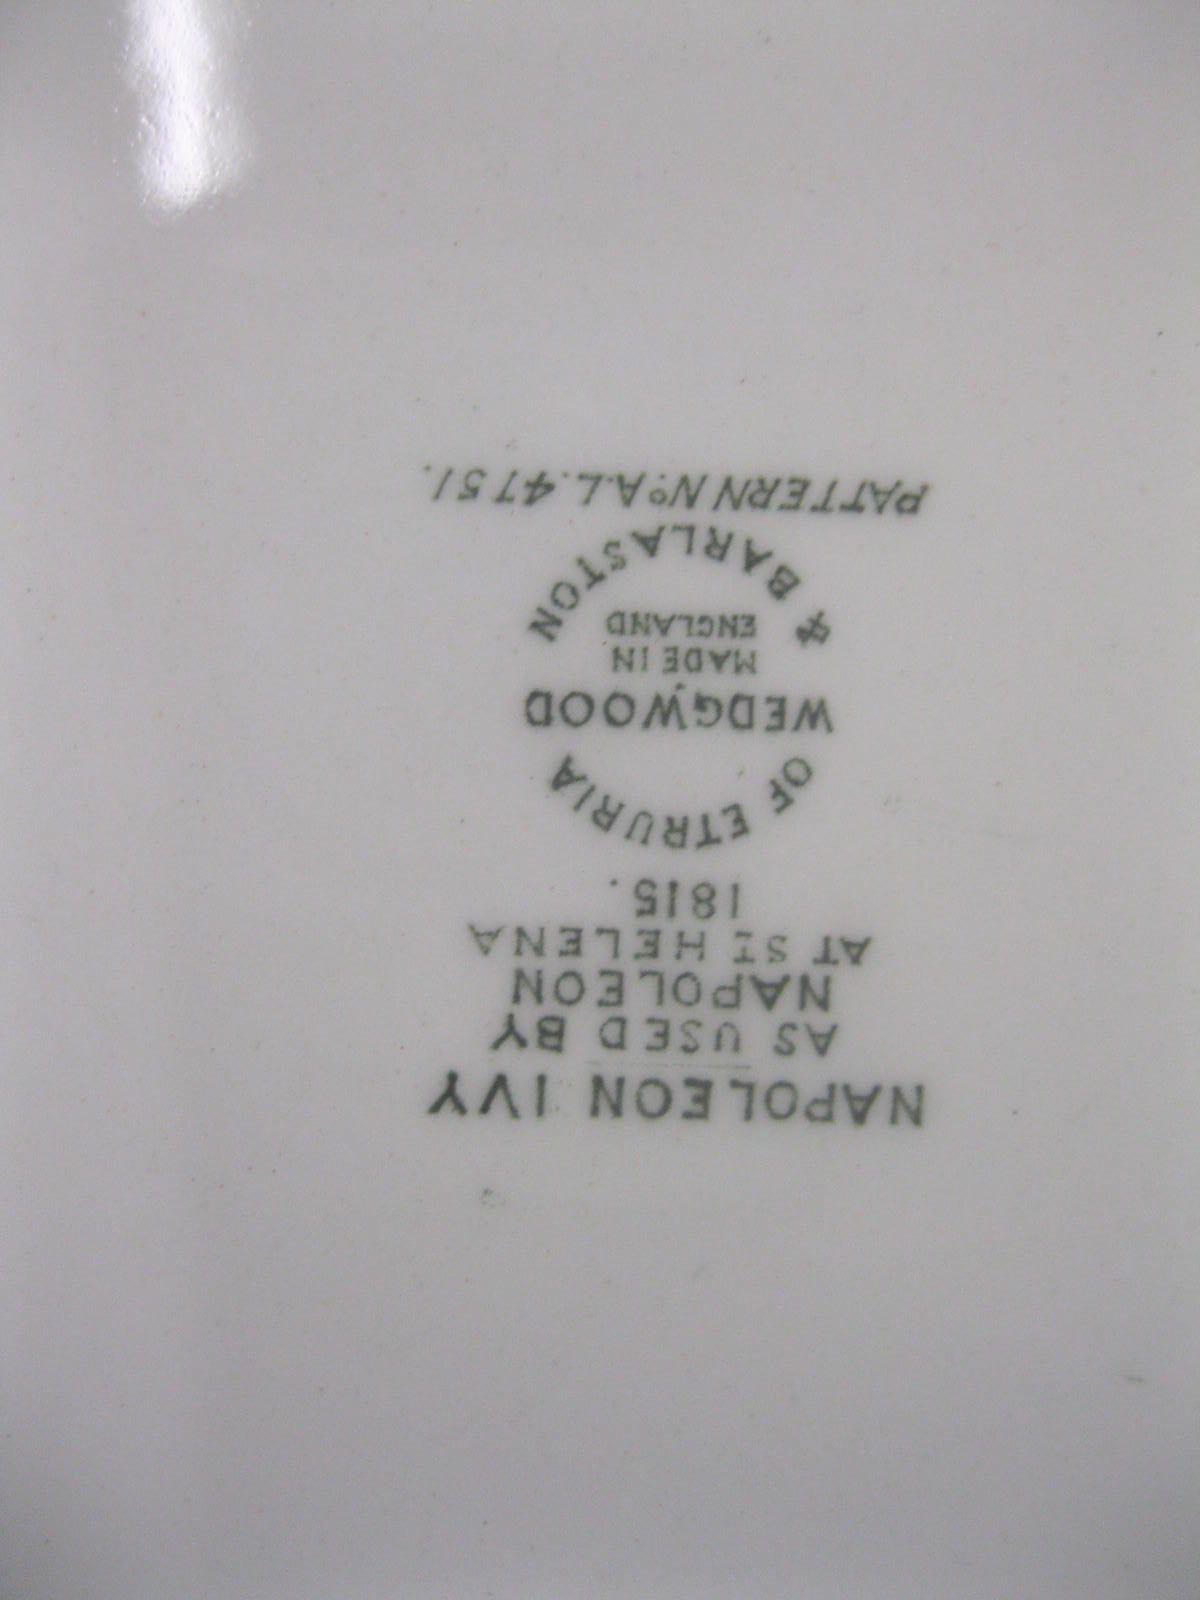 NAPOLEON IVY
AS USED BY
NAPOLEON
AT ST HELENA
1815.
OF ETRURIA
WEDGWOOD
MADE IN
ENGLAND
& BARLASTON
PATTERN No. A.L. 4751.